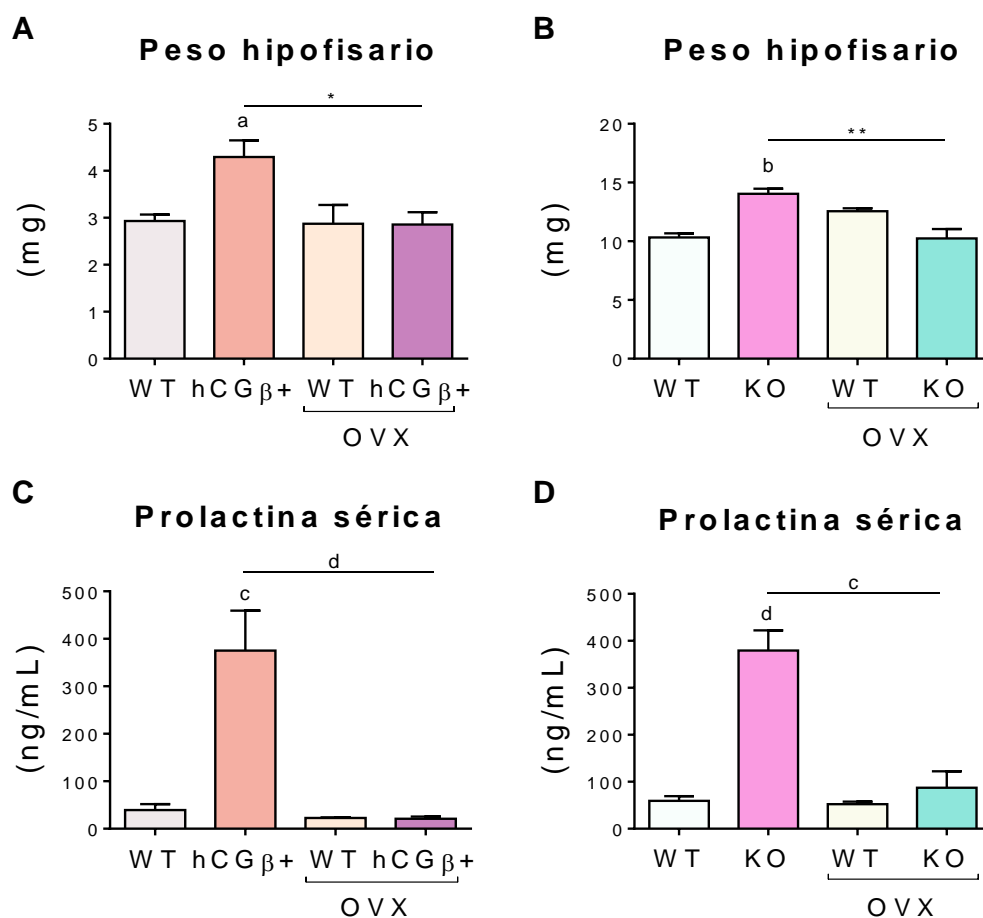 A
Peso hipofisario
*
a
5
4
3
2
1
0
(mg)
WT hCGβ+ WT hCGβ+
OVX
B
Peso hipofisario
**
b
20
15
10
5
0
(mg)
WT KO WT KO
OVX
C
Prolactina sérica
d
c
500
400
300
200
100
0
(ng/mL)
WT hCGβ+ WT hCGβ+
OVX
D
Prolactina sérica
c
d
500
400
300
200
100
0
(ng/mL)
WT KO WT KO
OVX